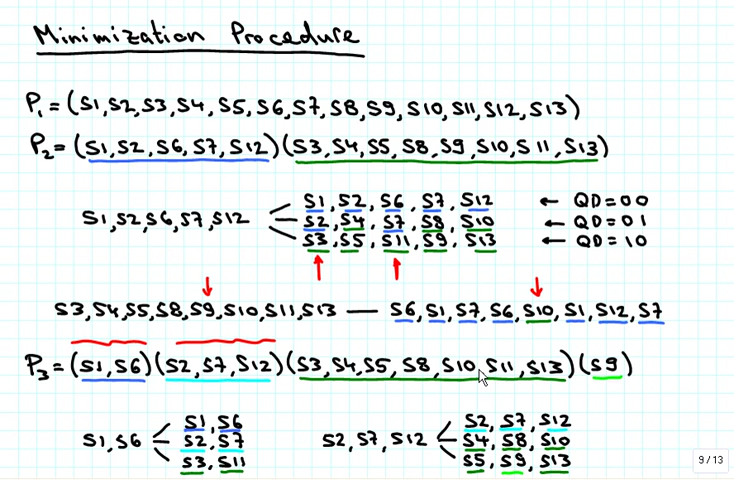 Minimization Procedure
P1=(S1,S2,S3,S4,S5,S6,S7,S8,S9,S10,S11,S12,S13)
P2=(S1,S2,S6,S7,S12)(S3,S4,S5,S8,S9,S10,S11,S13)
S1,S2,S6,S7,S12 < S1,S2,S6,S7,S12 ← QD=00
S2,S4,S7,S8,S10 ← QD=01
S3,S5,S11,S9,S13 ← QD=10
S3,S4,S5,S8,S9,S10,S11,S13 — S6,S1,S7,S6,S10,S1,S12,S7
P3=(S1,S6)(S2,S7,S12)(S3,S4,S5,S8,S10,S11,S13)(S9)
S1,S6 < S1,S6
S2,S7
S3,S11
S2,S7,S12 < S2,S7,S12
S4,S8,S10
S5,S9,S13
9/13